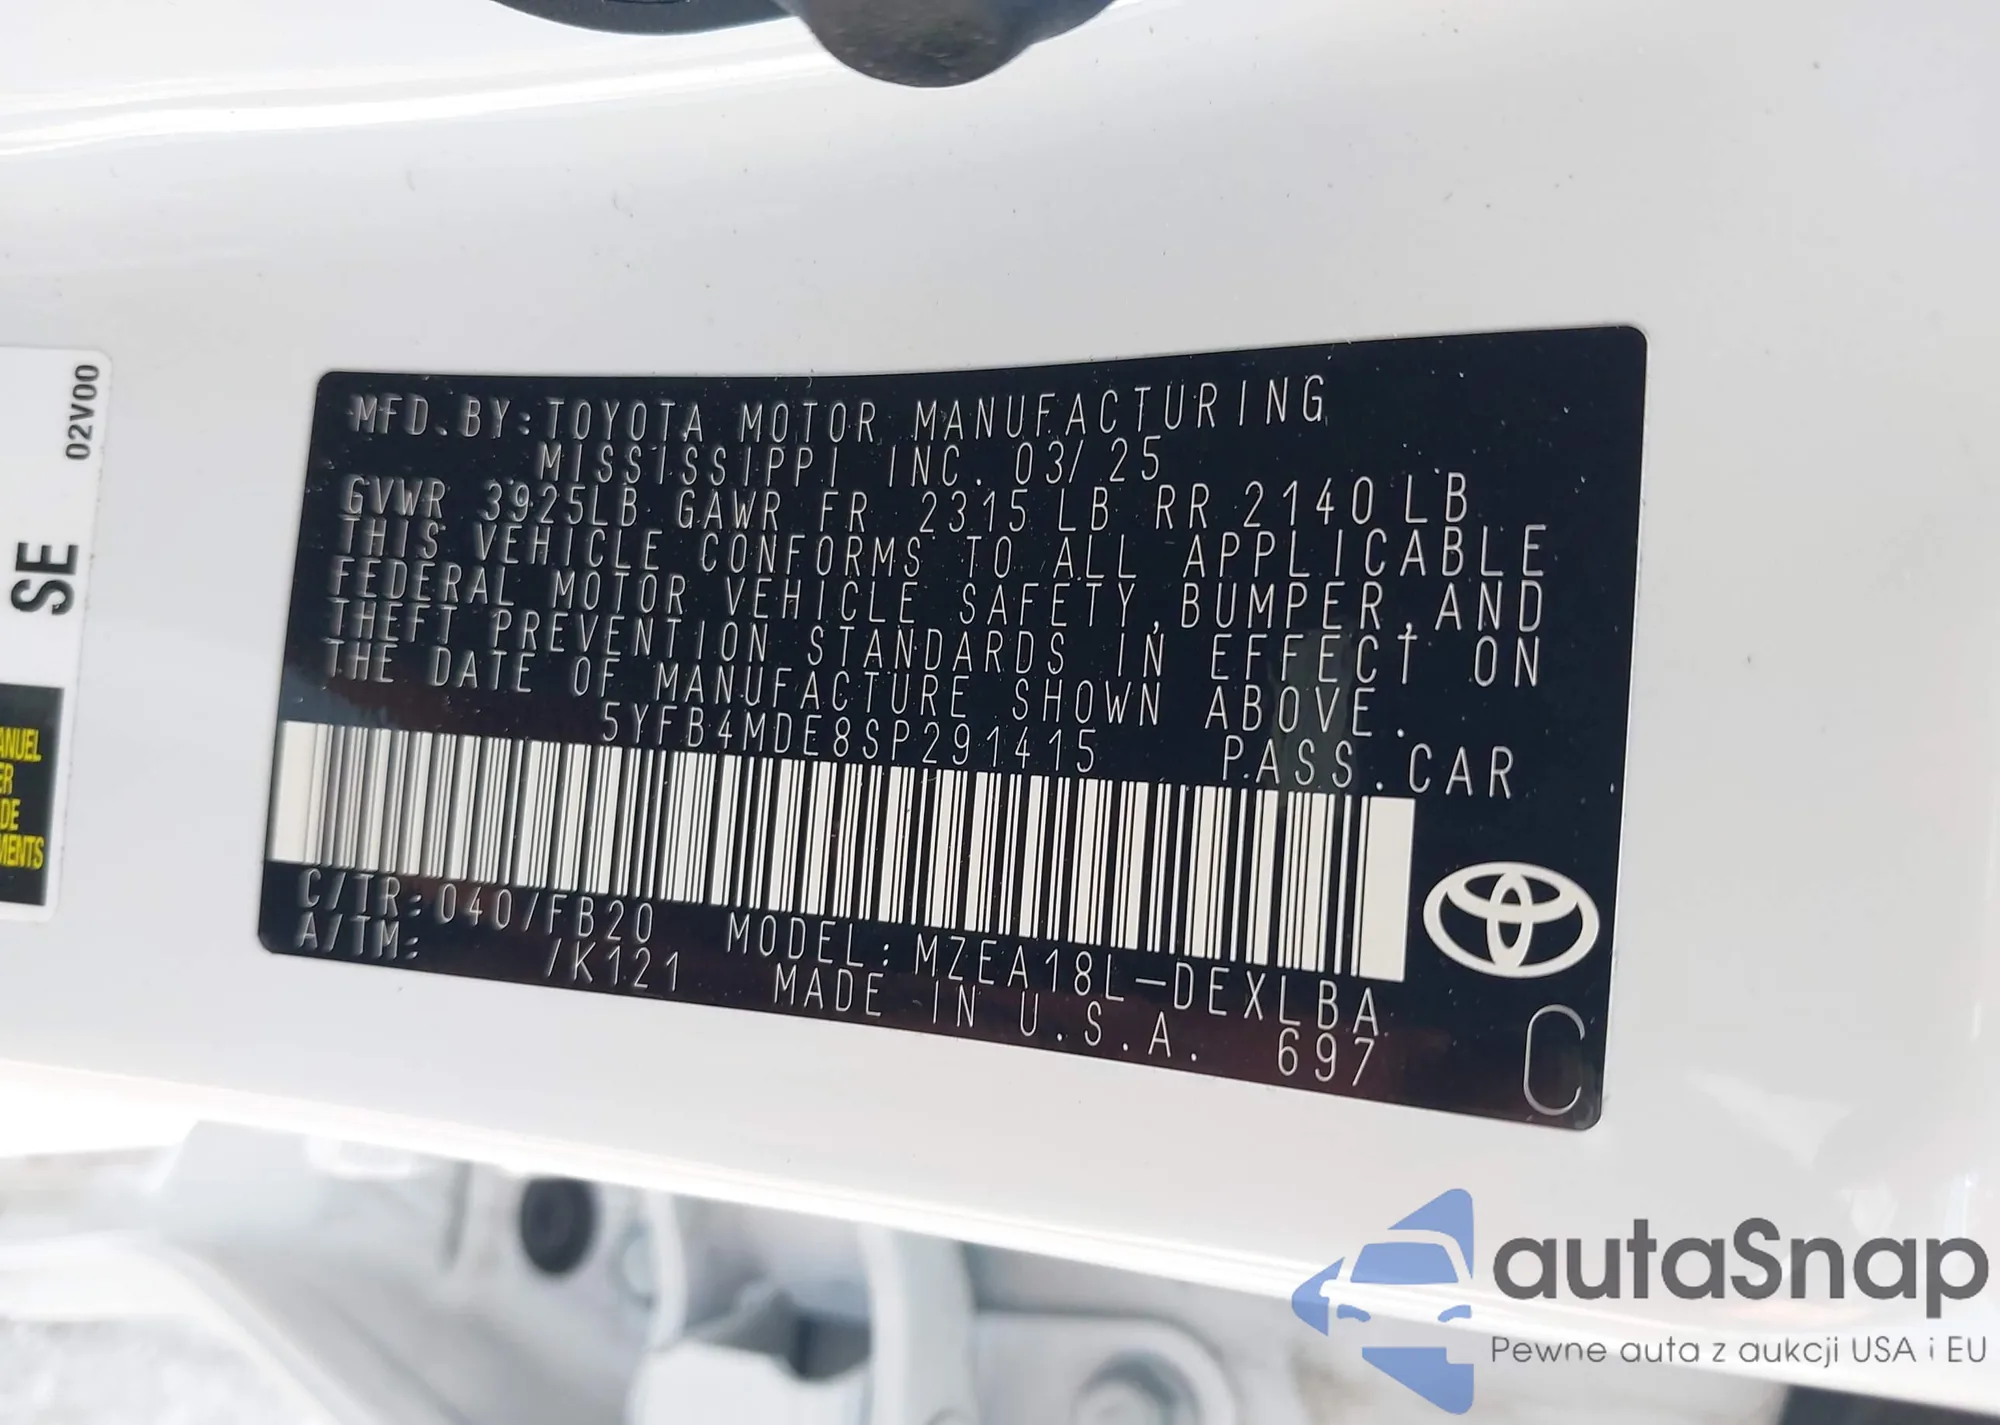 MFD. BY: TOYOTA MOTOR MANUFACTURING
MISSISSIPPI INC. 03/25
GVWR 3925LB GAWR FR 2315LB RR 2140LB
THIS VEHICLE CONFORMS TO ALL APPLICABLE
FEDERAL MOTOR VEHICLE SAFETY, BUMPER, AND
THEFT PREVENTION STANDARDS IN EFFECT ON
THE DATE OF MANUFACTURE SHOWN ABOVE.
5YFB4MDE8SP291415 PASS. CAR
C/TR: 040/FB20 MODEL: MZEA18L-DEXLBA
A/TM: /K121 MADE IN U.S.A. 697
C
02V00
SE
autaSnap
Pewne auta z aukcji USA i EU